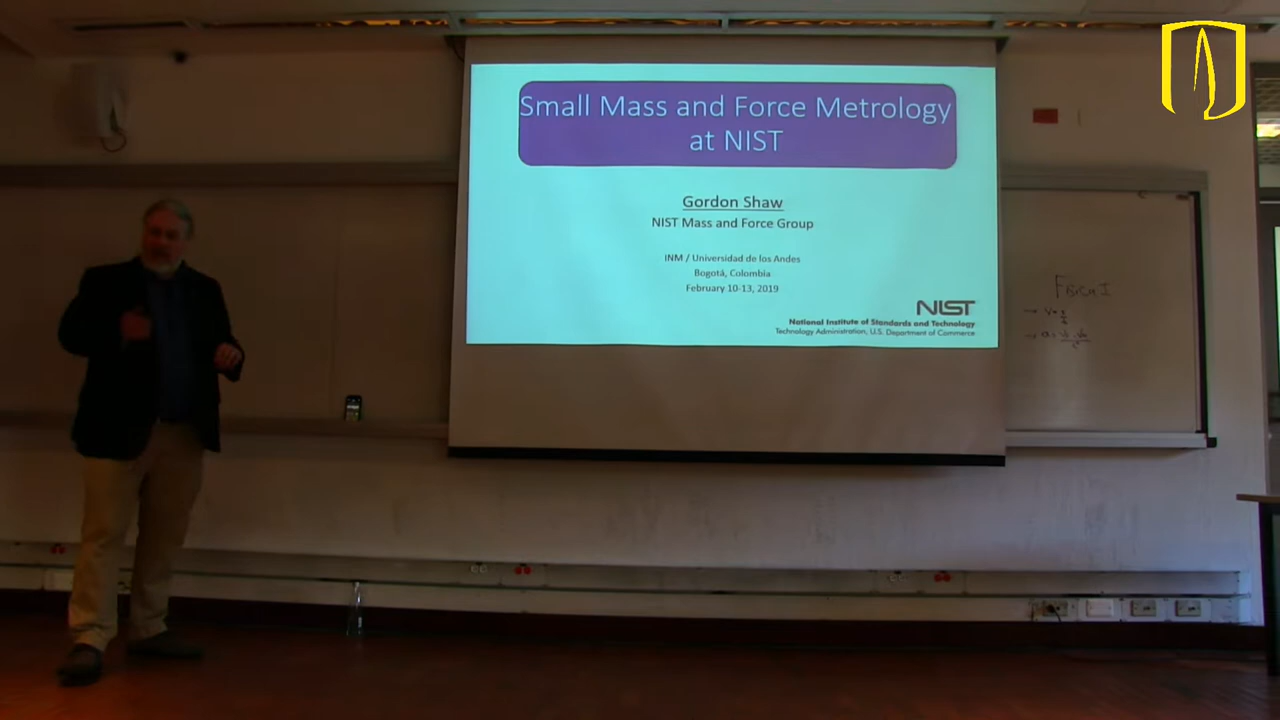 Small Mass and Force Metrology
at NIST
Gordon Shaw
NIST Mass and Force Group
INM / Universidad de los Andes
Bogotá, Colombia
February 10-13, 2019
NIST
National Institute of Standards and Technology
Technology Administration, U.S. Department of Commerce